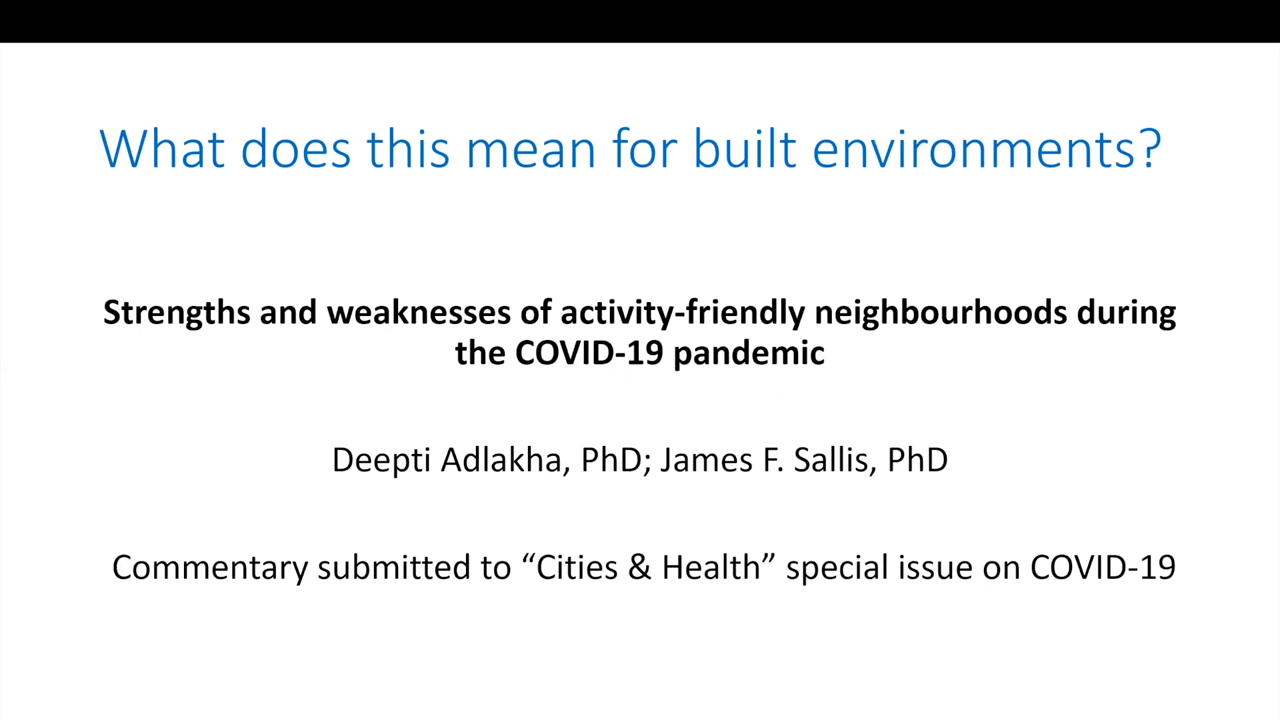 What does this mean for built environments?
Strengths and weaknesses of activity-friendly neighbourhoods during
the COVID-19 pandemic
Deepti Adlakha, PhD; James F. Sallis, PhD
Commentary submitted to “Cities & Health” special issue on COVID-19